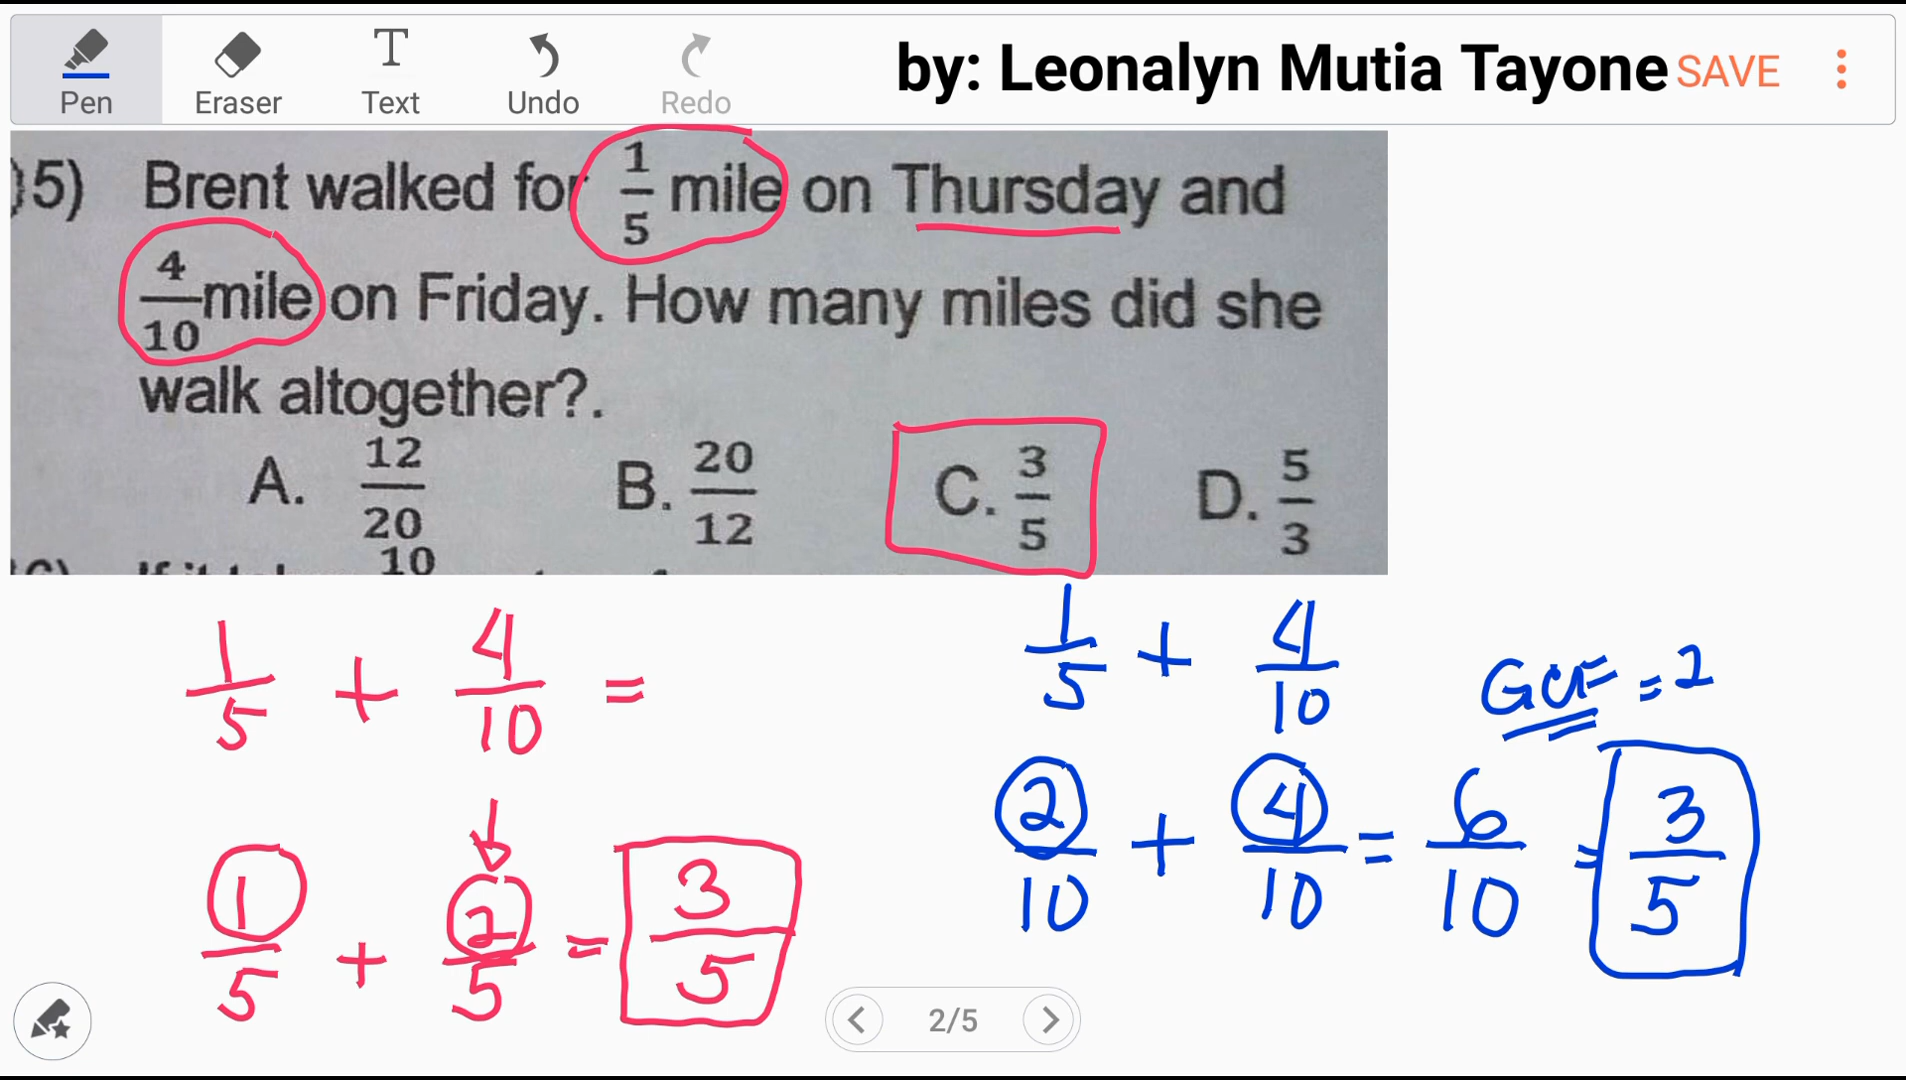 Pen Eraser Text Undo Redo by: Leonalyn Mutia Tayone SAVE
5) Brent walked for 1/5 mile on Thursday and
4/10 mile on Friday. How many miles did she
walk altogether?.
A. 12/20 B. 20/12 C. 3/5 D. 5/3
10
1/5 + 4/10 =
1/5 + 2/5 = 3/5
1/5 + 4/10
GCF = 2
2/10 + 4/10 = 6/10 = 3/5
2/5